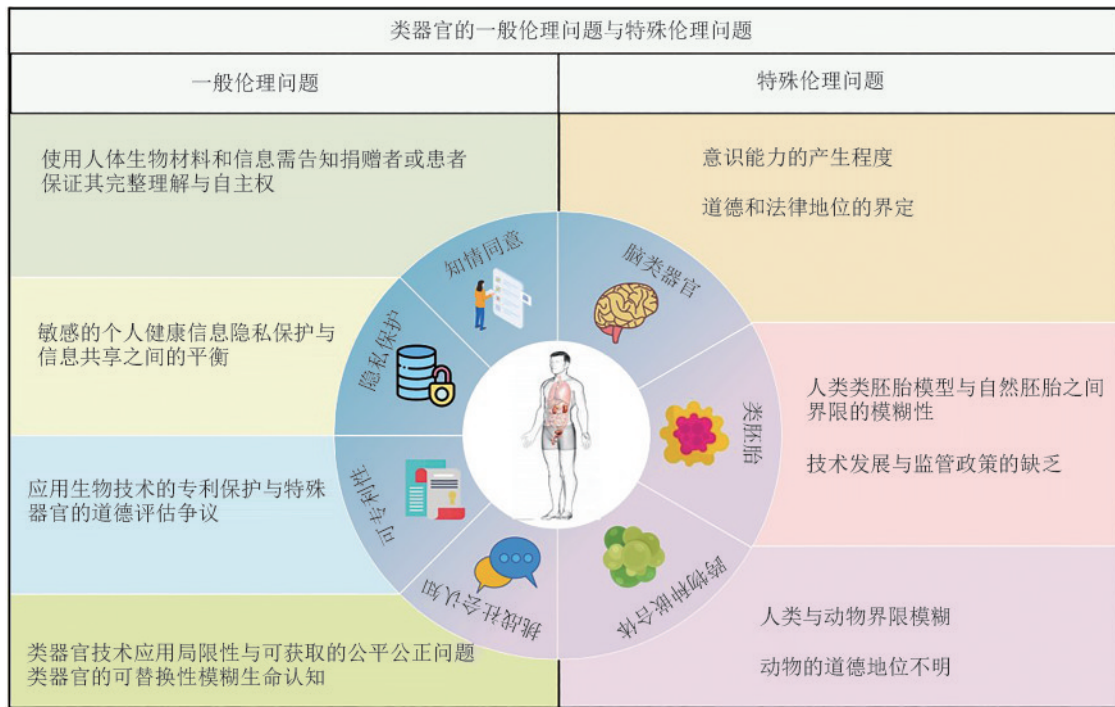 类器官的一般伦理问题与特殊伦理问题
一般伦理问题
特殊伦理问题
使用人体生物材料和信息需告知捐赠者或患者
保证其完整理解与自主权
敏感的个人健康信息隐私保护与
信息共享之间的平衡
应用生物技术的专利保护与特殊
器官的道德评估争议
类器官技术应用局限性与可获取的公平公正问题
类器官的可替换性模糊生命认知
知情同意
隐私保护
可专利性
挑战社会认知
脑类器官
类胚胎
跨物种嵌合体
意识能力的产生程度
道德和法律地位的界定
人类类胚胎模型与自然胚胎之间
界限的模糊性
技术发展与监管政策的缺乏
人类与动物界限模糊
动物的道德地位不明